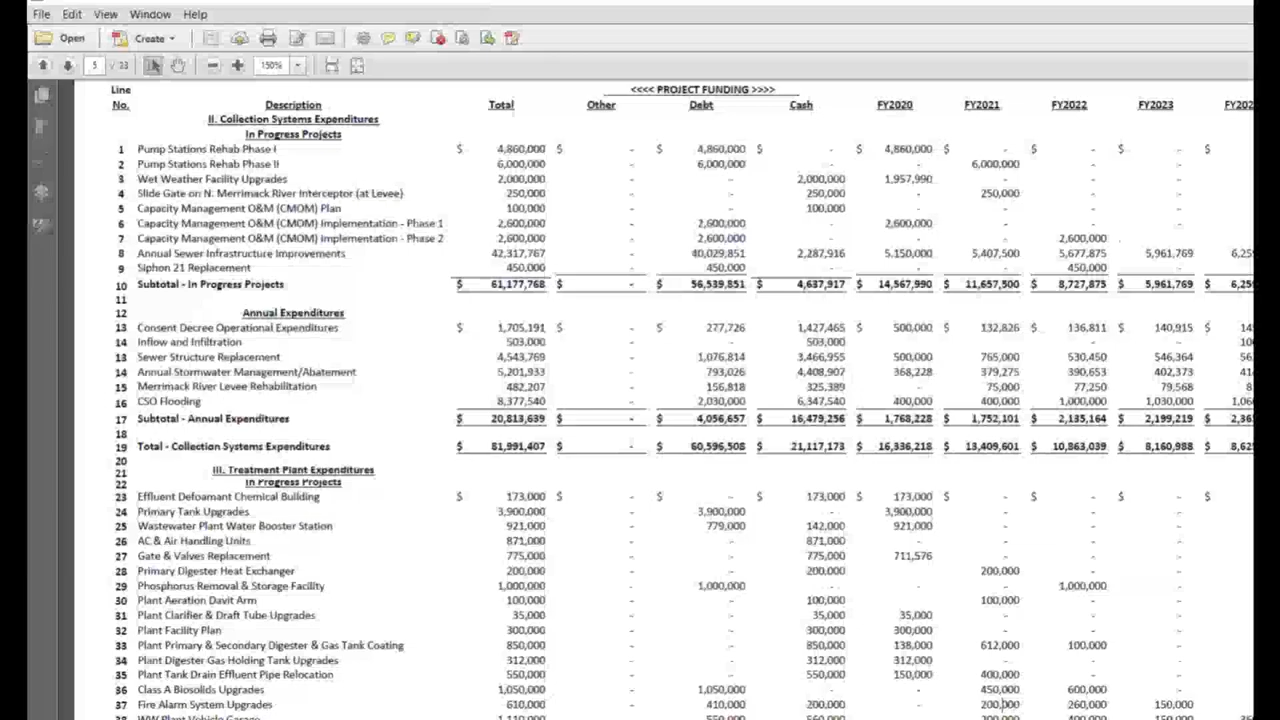 File Edit View Window Help
Open Create
5 / 33 150%
Line <<<< PROJECT FUNDING >>>>
No. Description Total Other Debt Cash FY2020 FY2021 FY2022 FY2023
II. Collection Systems Expenditures
In Progress Projects
1 Pump Stations Rehab Phase I $ 4,860,000 $ - $ 4,860,000 $ - $ 4,860,000 $ - $ - $ - $
2 Pump Stations Rehab Phase II 6,000,000 - 6,000,000 - - 6,000,000 - -
3 Wet Weather Facility Upgrades 2,000,000 - - 2,000,000 1,957,990 - - -
4 Slide Gate on N. Merrimack River Interceptor (at Levee) 250,000 - - 250,000 - 250,000 - -
5 Capacity Management O&M (CMOM) Plan 100,000 - - 100,000 - - - -
6 Capacity Management O&M (CMOM) Implementation - Phase 1 2,600,000 - 2,600,000 - 2,600,000 - - -
7 Capacity Management O&M (CMOM) Implementation - Phase 2 2,600,000 - 2,600,000 - - - 2,600,000
8 Annual Sewer Infrastructure Improvements 42,317,767 - 40,029,851 2,287,916 5,150,000 5,407,500 5,677,875 5,961,769 6,25
9 Siphon 21 Replacement 450,000 - 450,000 - - - 450,000 -
10 Subtotal - In Progress Projects $ 61,177,768 $ - $ 56,539,851 $ 4,637,917 $ 14,567,990 $ 11,657,500 $ 8,727,875 $ 5,961,769 $ 6,25
11
12 Annual Expenditures
13 Consent Decree Operational Expenditures $ 1,705,191 $ - $ 277,726 1,427,465 $ 500,000 $ 132,826 $ 136,811 $ 140,915 $ 14
14 Inflow and Infiltration 503,000 - - 503,000 - - - - 10
13 Sewer Structure Replacement 4,543,769 - 1,076,814 3,466,955 500,000 765,000 530,450 546,364 56
14 Annual Stormwater Management/Abatement 5,201,933 - 793,026 4,408,907 368,228 379,275 390,653 402,373 41
15 Merrimack River Levee Rehabilitation 482,207 - 156,818 325,389 - 75,000 77,250 79,568 8
16 CSO Flooding 8,377,540 - 2,030,000 6,347,540 400,000 400,000 1,000,000 1,030,000 1,06
17 Subtotal - Annual Expenditures $ 20,813,639 $ - $ 4,056,657 $ 16,479,256 $ 1,768,228 $ 1,752,101 $ 2,135,164 $ 2,199,219 $ 2,36
18
19 Total - Collection Systems Expenditures $ 81,991,407 $ - $ 60,596,508 $ 21,117,173 $ 16,336,218 $ 13,409,601 $ 10,863,039 $ 8,160,988 $ 8,62
20
21 III. Treatment Plant Expenditures
22 In Progress Projects
23 Effluent Defoamant Chemical Building $ 173,000 $ - $ - $ 173,000 $ 173,000 $ - $ - $ - $
24 Primary Tank Upgrades 3,900,000 - 3,900,000 - 3,900,000 - - -
25 Wastewater Plant Water Booster Station 921,000 - 779,000 142,000 921,000 - - -
26 AC & Air Handling Units 871,000 - - 871,000 - - - -
27 Gate & Valves Replacement 775,000 - - 775,000 711,576 - - -
28 Primary Digester Heat Exchanger 200,000 - - 200,000 - 200,000 - -
29 Phosphorus Removal & Storage Facility 1,000,000 - 1,000,000 - - - 1,000,000 -
30 Plant Aeration Davit Arm 100,000 - - 100,000 - 100,000 - -
31 Plant Clarifier & Draft Tube Upgrades 35,000 - - 35,000 35,000 - - -
32 Plant Facility Plan 300,000 - - 300,000 300,000 - - -
33 Plant Primary & Secondary Digester & Gas Tank Coating 850,000 - - 850,000 138,000 612,000 100,000 -
34 Plant Digester Gas Holding Tank Upgrades 312,000 - - 312,000 312,000 - - -
35 Plant Tank Drain Effluent Pipe Relocation 550,000 - - 550,000 150,000 400,000 - -
36 Class A Biosolids Upgrades 1,050,000 - 1,050,000 - - 450,000 600,000 -
37 Fire Alarm System Upgrades 610,000 - 410,000 200,000 - 200,000 260,000 150,000
38 WW Plant Vehicle Garage